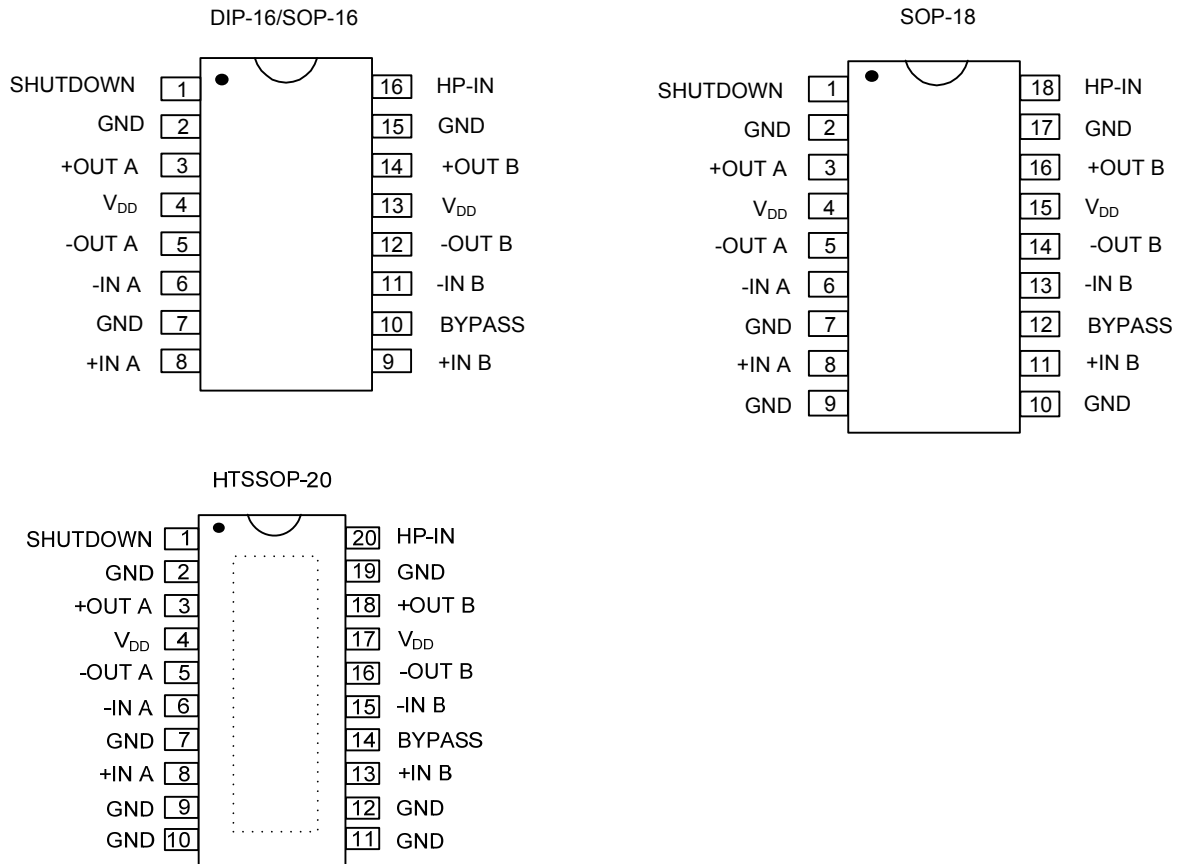 DIP-16/SOP-16
SHUTDOWN 1 16 HP-IN
GND 2 15 GND
+OUT A 3 14 +OUT B
VDD 4 13 VDD
-OUT A 5 12 -OUT B
-IN A 6 11 -IN B
GND 7 10 BYPASS
+IN A 8 9 +IN B
SOP-18
SHUTDOWN 1 18 HP-IN
GND 2 17 GND
+OUT A 3 16 +OUT B
VDD 4 15 VDD
-OUT A 5 14 -OUT B
-IN A 6 13 -IN B
GND 7 12 BYPASS
+IN A 8 11 +IN B
GND 9 10 GND
HTSSOP-20
SHUTDOWN 1 20 HP-IN
GND 2 19 GND
+OUT A 3 18 +OUT B
VDD 4 17 VDD
-OUT A 5 16 -OUT B
-IN A 6 15 -IN B
GND 7 14 BYPASS
+IN A 8 13 +IN B
GND 9 12 GND
GND 10 11 GND